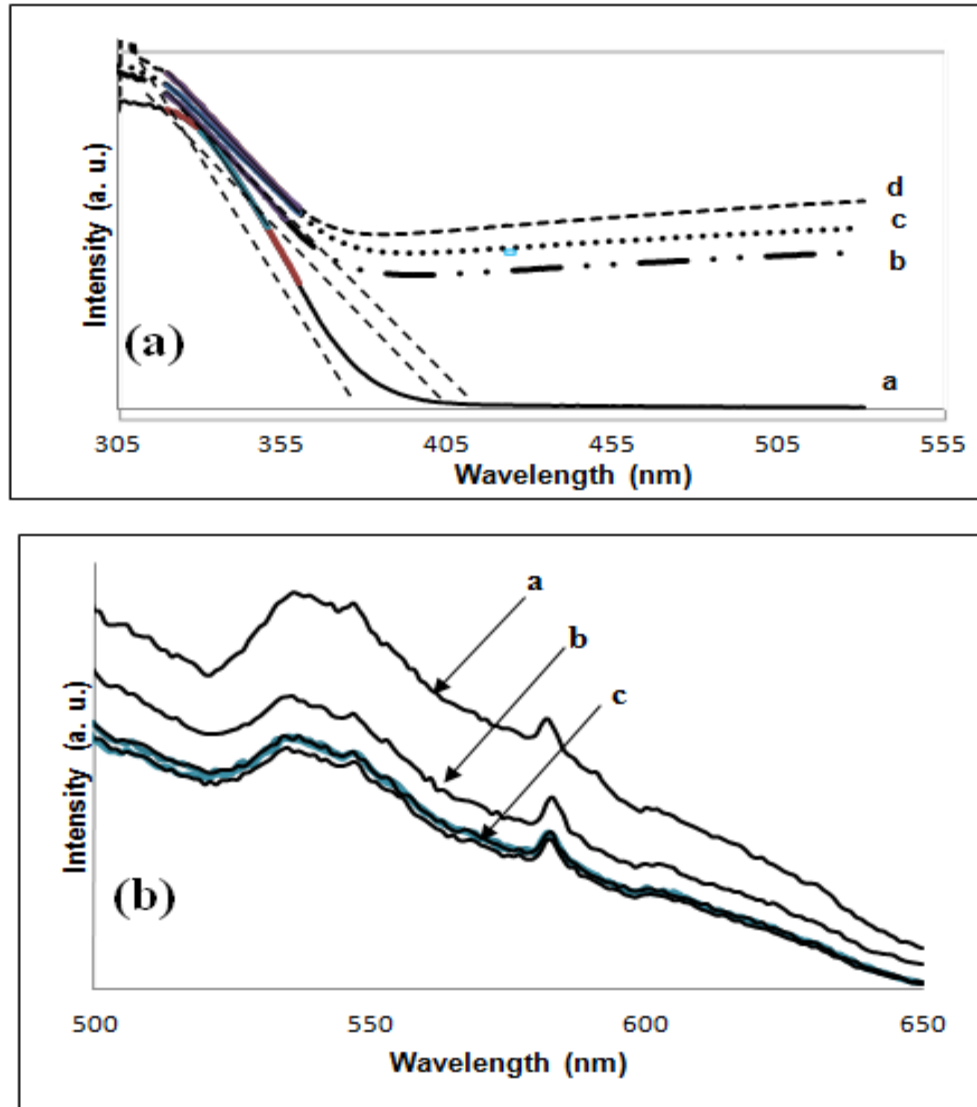 Intensity (a. u.)
(a)
d
c
b
a
305 355 405 455 505 555
Wavelength (nm)
Intensity (a. u.)
(b)
a
b
c
500 550 600 650
Wavelength (nm)